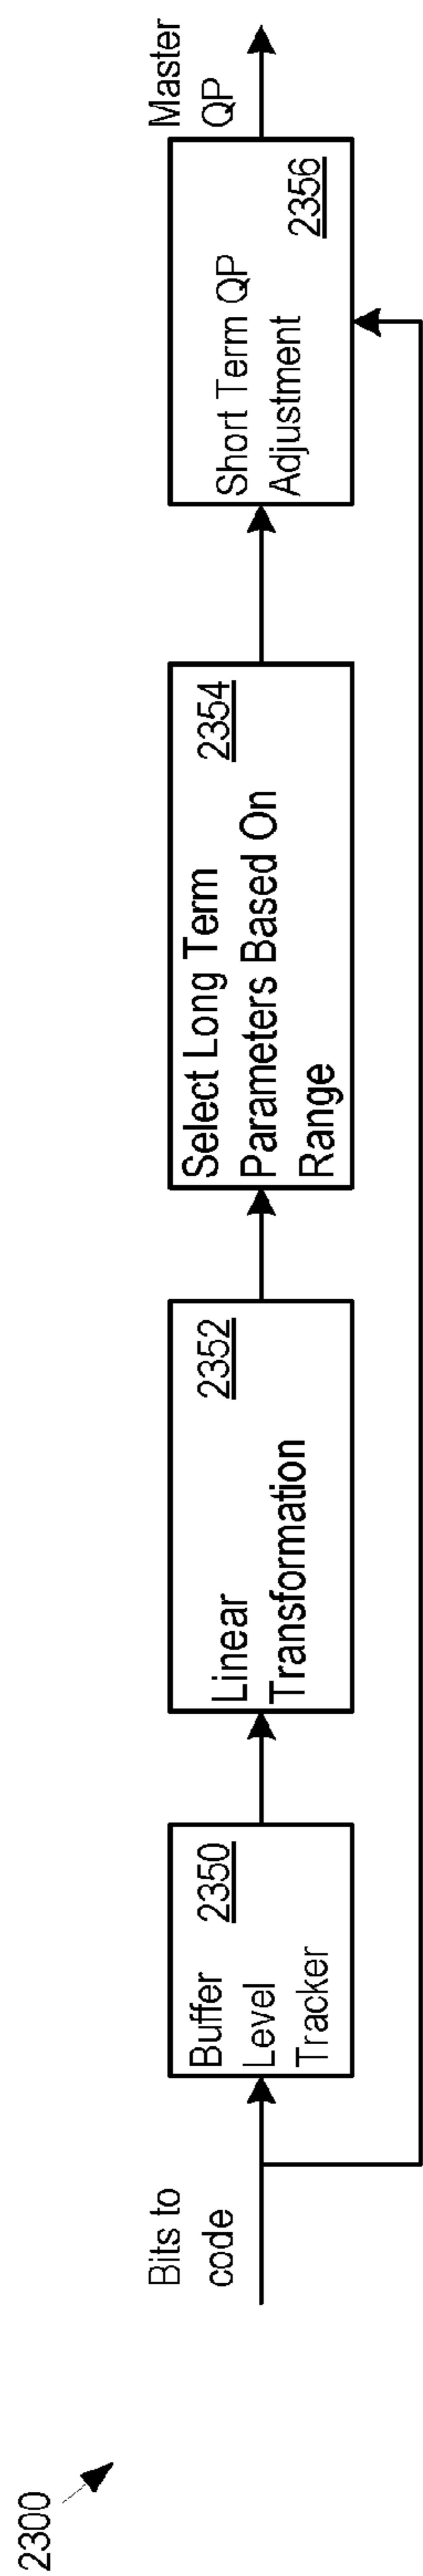 2300
Bits to
code
Buffer 2350
Level
Tracker
Linear 2352
Transformation
Select Long Term 2354
Parameters Based On
Range
Short Term QP
Adjustment 2356
Master
QP